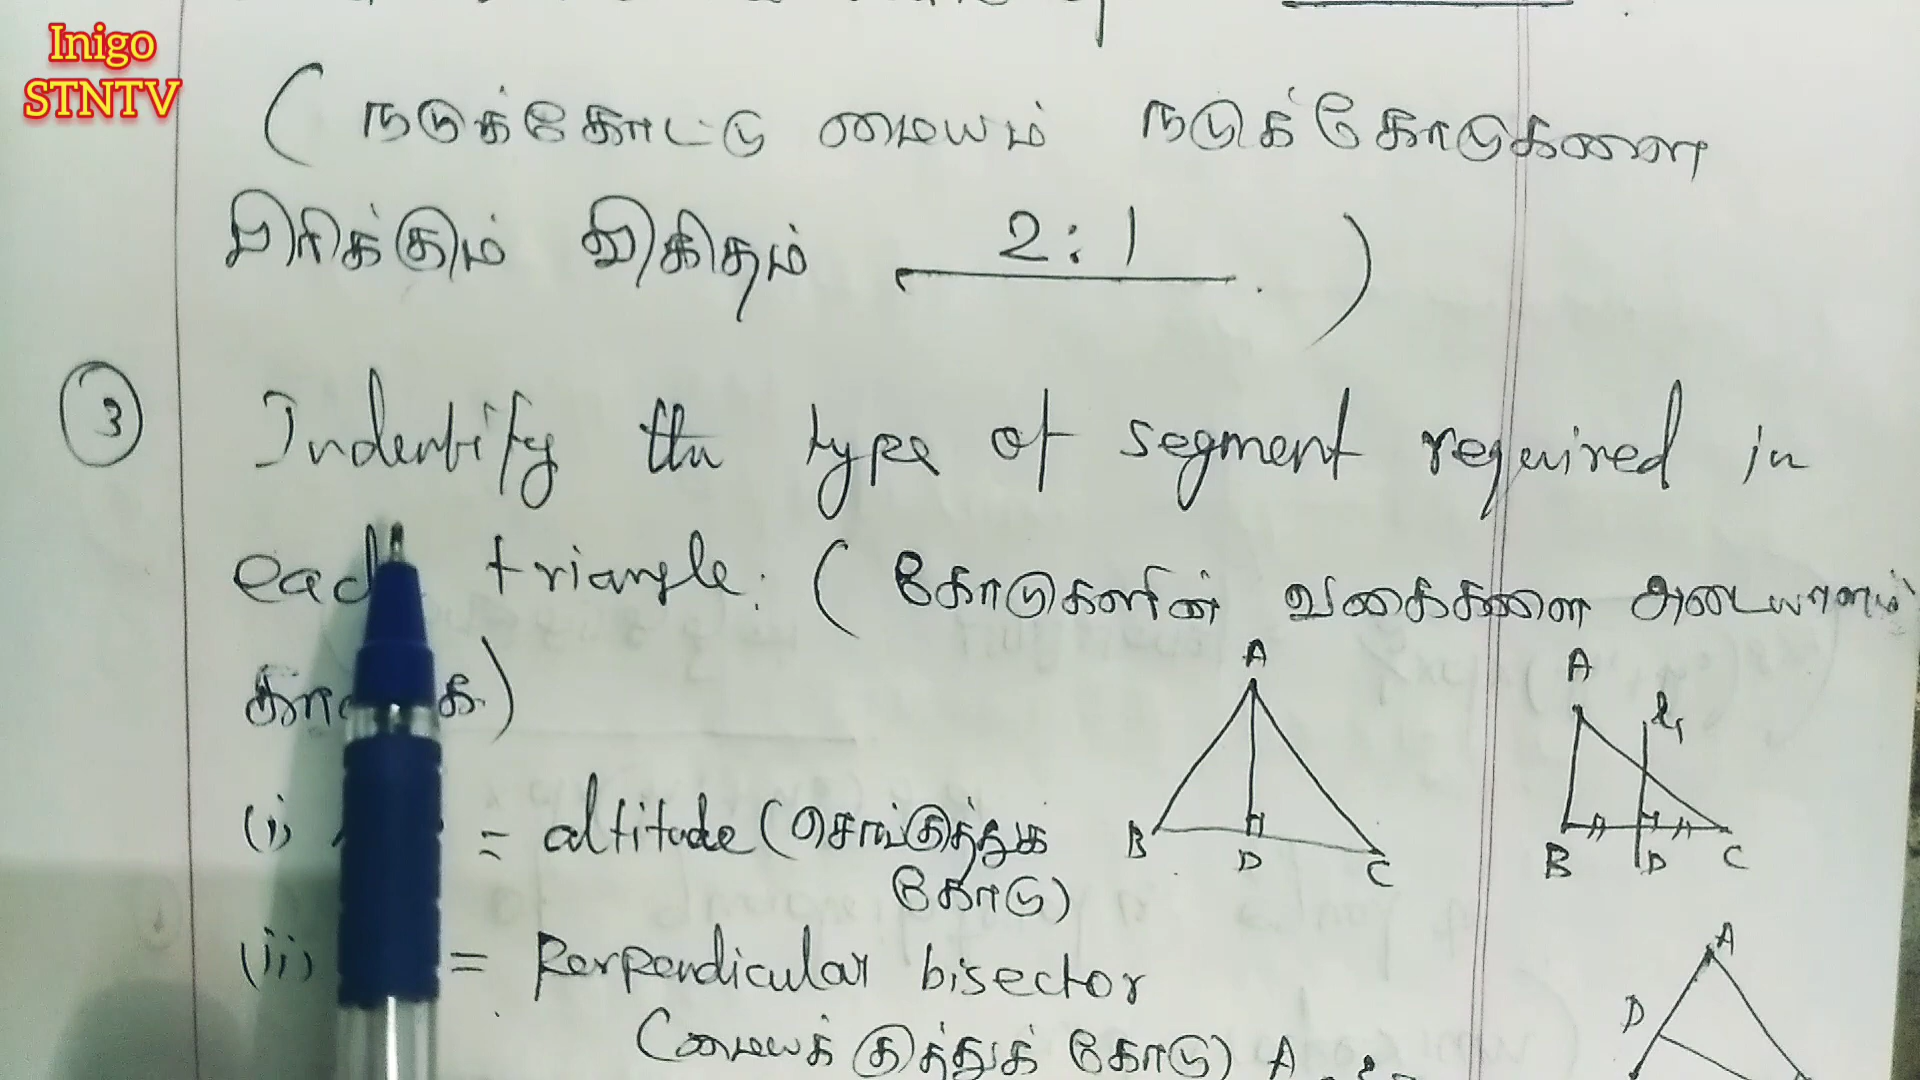 Inigo
STNTV
( நடுக்கோட்டு மையம் நடுக்கோடுகளை
பிரிக்கும் விகிதம் 2:1 . )
3 Indentify the type of segment required in
each triangle. ( கோடுகளின் வகைகளை அடையாளம்
(i) = altitude (செங்குத்துக
கோடு)
(ii) = Perpendicular bisector
(மையக் குத்துக் கோடு) A
A
B D C
A
l1
B D C
A
D